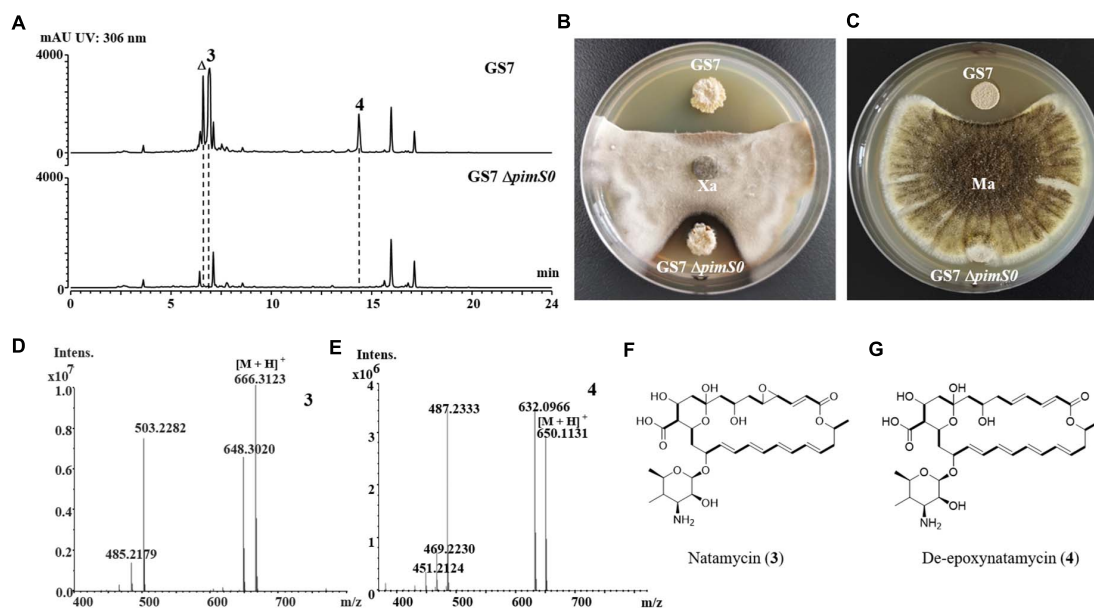 A
mAU UV: 306 nm
4000
Δ
3
4
GS7
0
4000
GS7 ΔpimS0
min
0
0 5 10 15 20 24
B
GS7
Xa
GS7 ΔpimS0
C
GS7
Ma
GS7 ΔpimS0
D
Intens.
x10⁷
[M + H]⁺
666.3123
3
1.0
0.8
503.2282
648.3020
0.6
0.4
485.2179
0.2
0.0
400 500 600 700 m/z
E
Intens.
x10⁶
4
4
487.2333
632.0966
[M + H]⁺
650.1131
3
2
1
469.2230
451.2124
0
400 500 600 700 m/z
F
OH
HO
O
O
OH
HO
O
O
O
O
O
OH
NH₂
Natamycin (3)
G
OH
HO
O
O
OH
HO
O
O
O
O
OH
NH₂
De-epoxynatamycin (4)